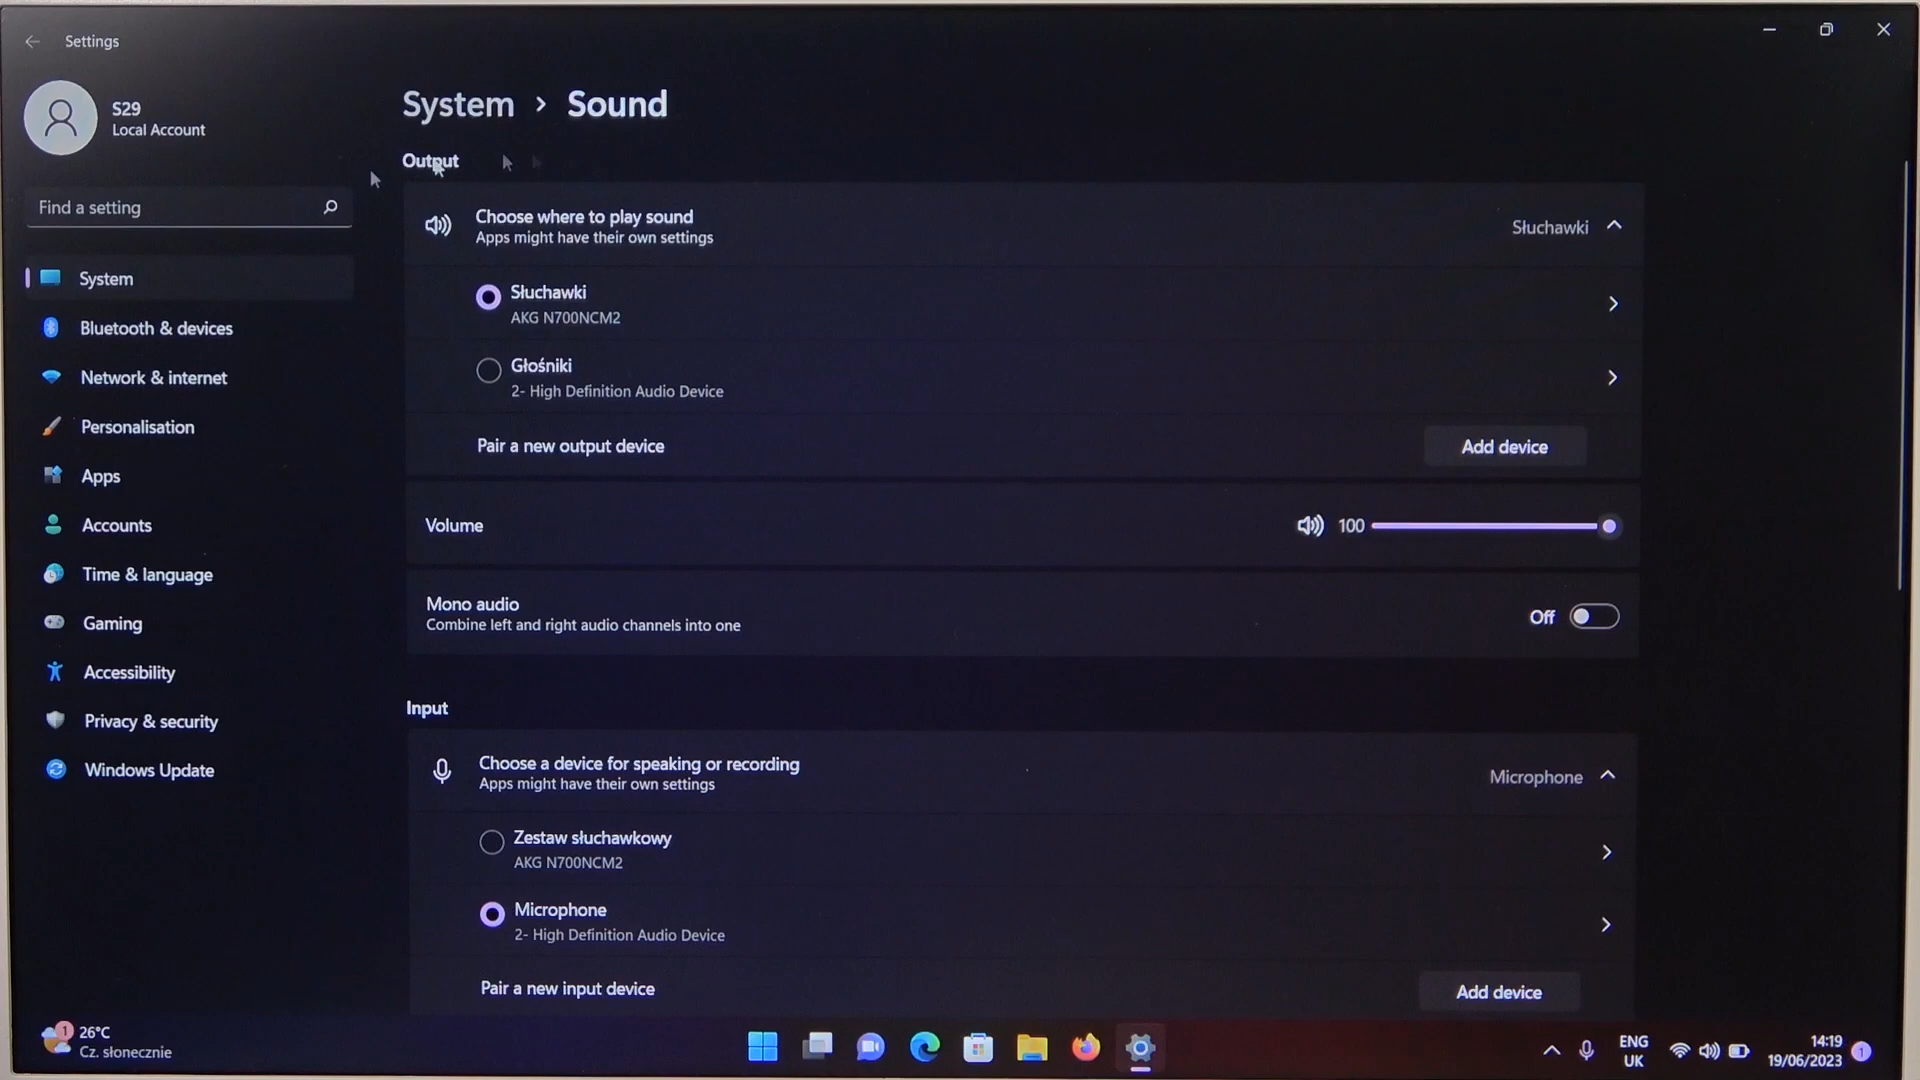 Settings
S29
Local Account
Find a setting
System
Bluetooth & devices
Network & internet
Personalisation
Apps
Accounts
Time & language
Gaming
Accessibility
Privacy & security
Windows Update
System > Sound
Output
Choose where to play sound
Apps might have their own settings
Słuchawki
Słuchawki
AKG N700NCM2
Głośniki
2- High Definition Audio Device
Pair a new output device
Add device
Volume
100
Mono audio
Combine left and right audio channels into one
Off
Input
Choose a device for speaking or recording
Apps might have their own settings
Microphone
Zestaw słuchawkowy
AKG N700NCM2
Microphone
2- High Definition Audio Device
Pair a new input device
Add device
1
26°C
Cz. słonecznie
ENG
UK
14:19
19/06/2023
1